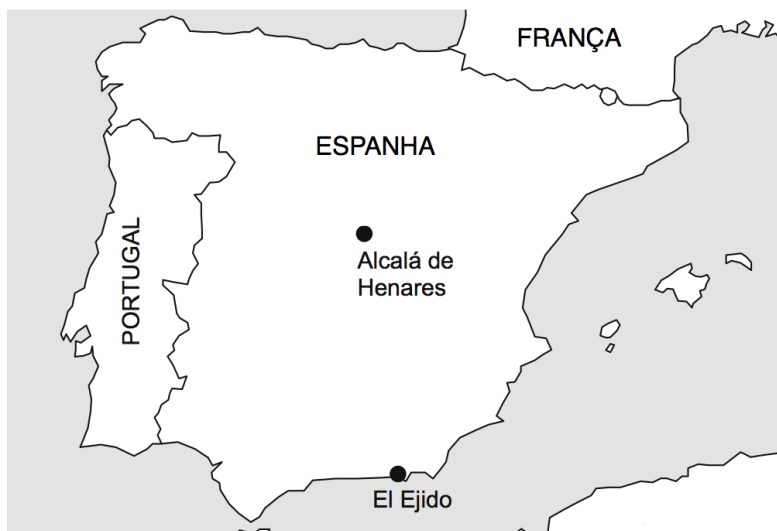 FRANÇA
ESPANHA
PORTUGAL
Alcalá de
Henares
El Ejido